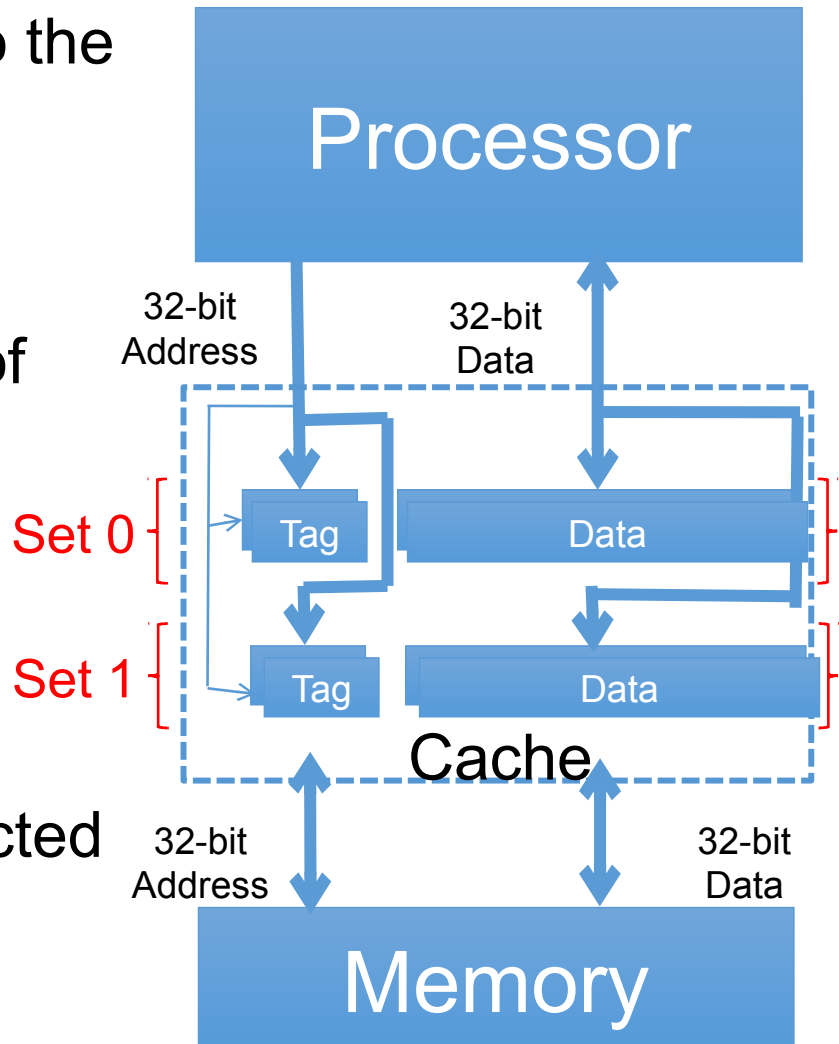 o the
Processor
32-bit
Address
32-bit
Data
of
Set 0
Tag
Data
Set 1
Tag
Data
Cache
cted
32-bit
Address
32-bit
Data
Memory